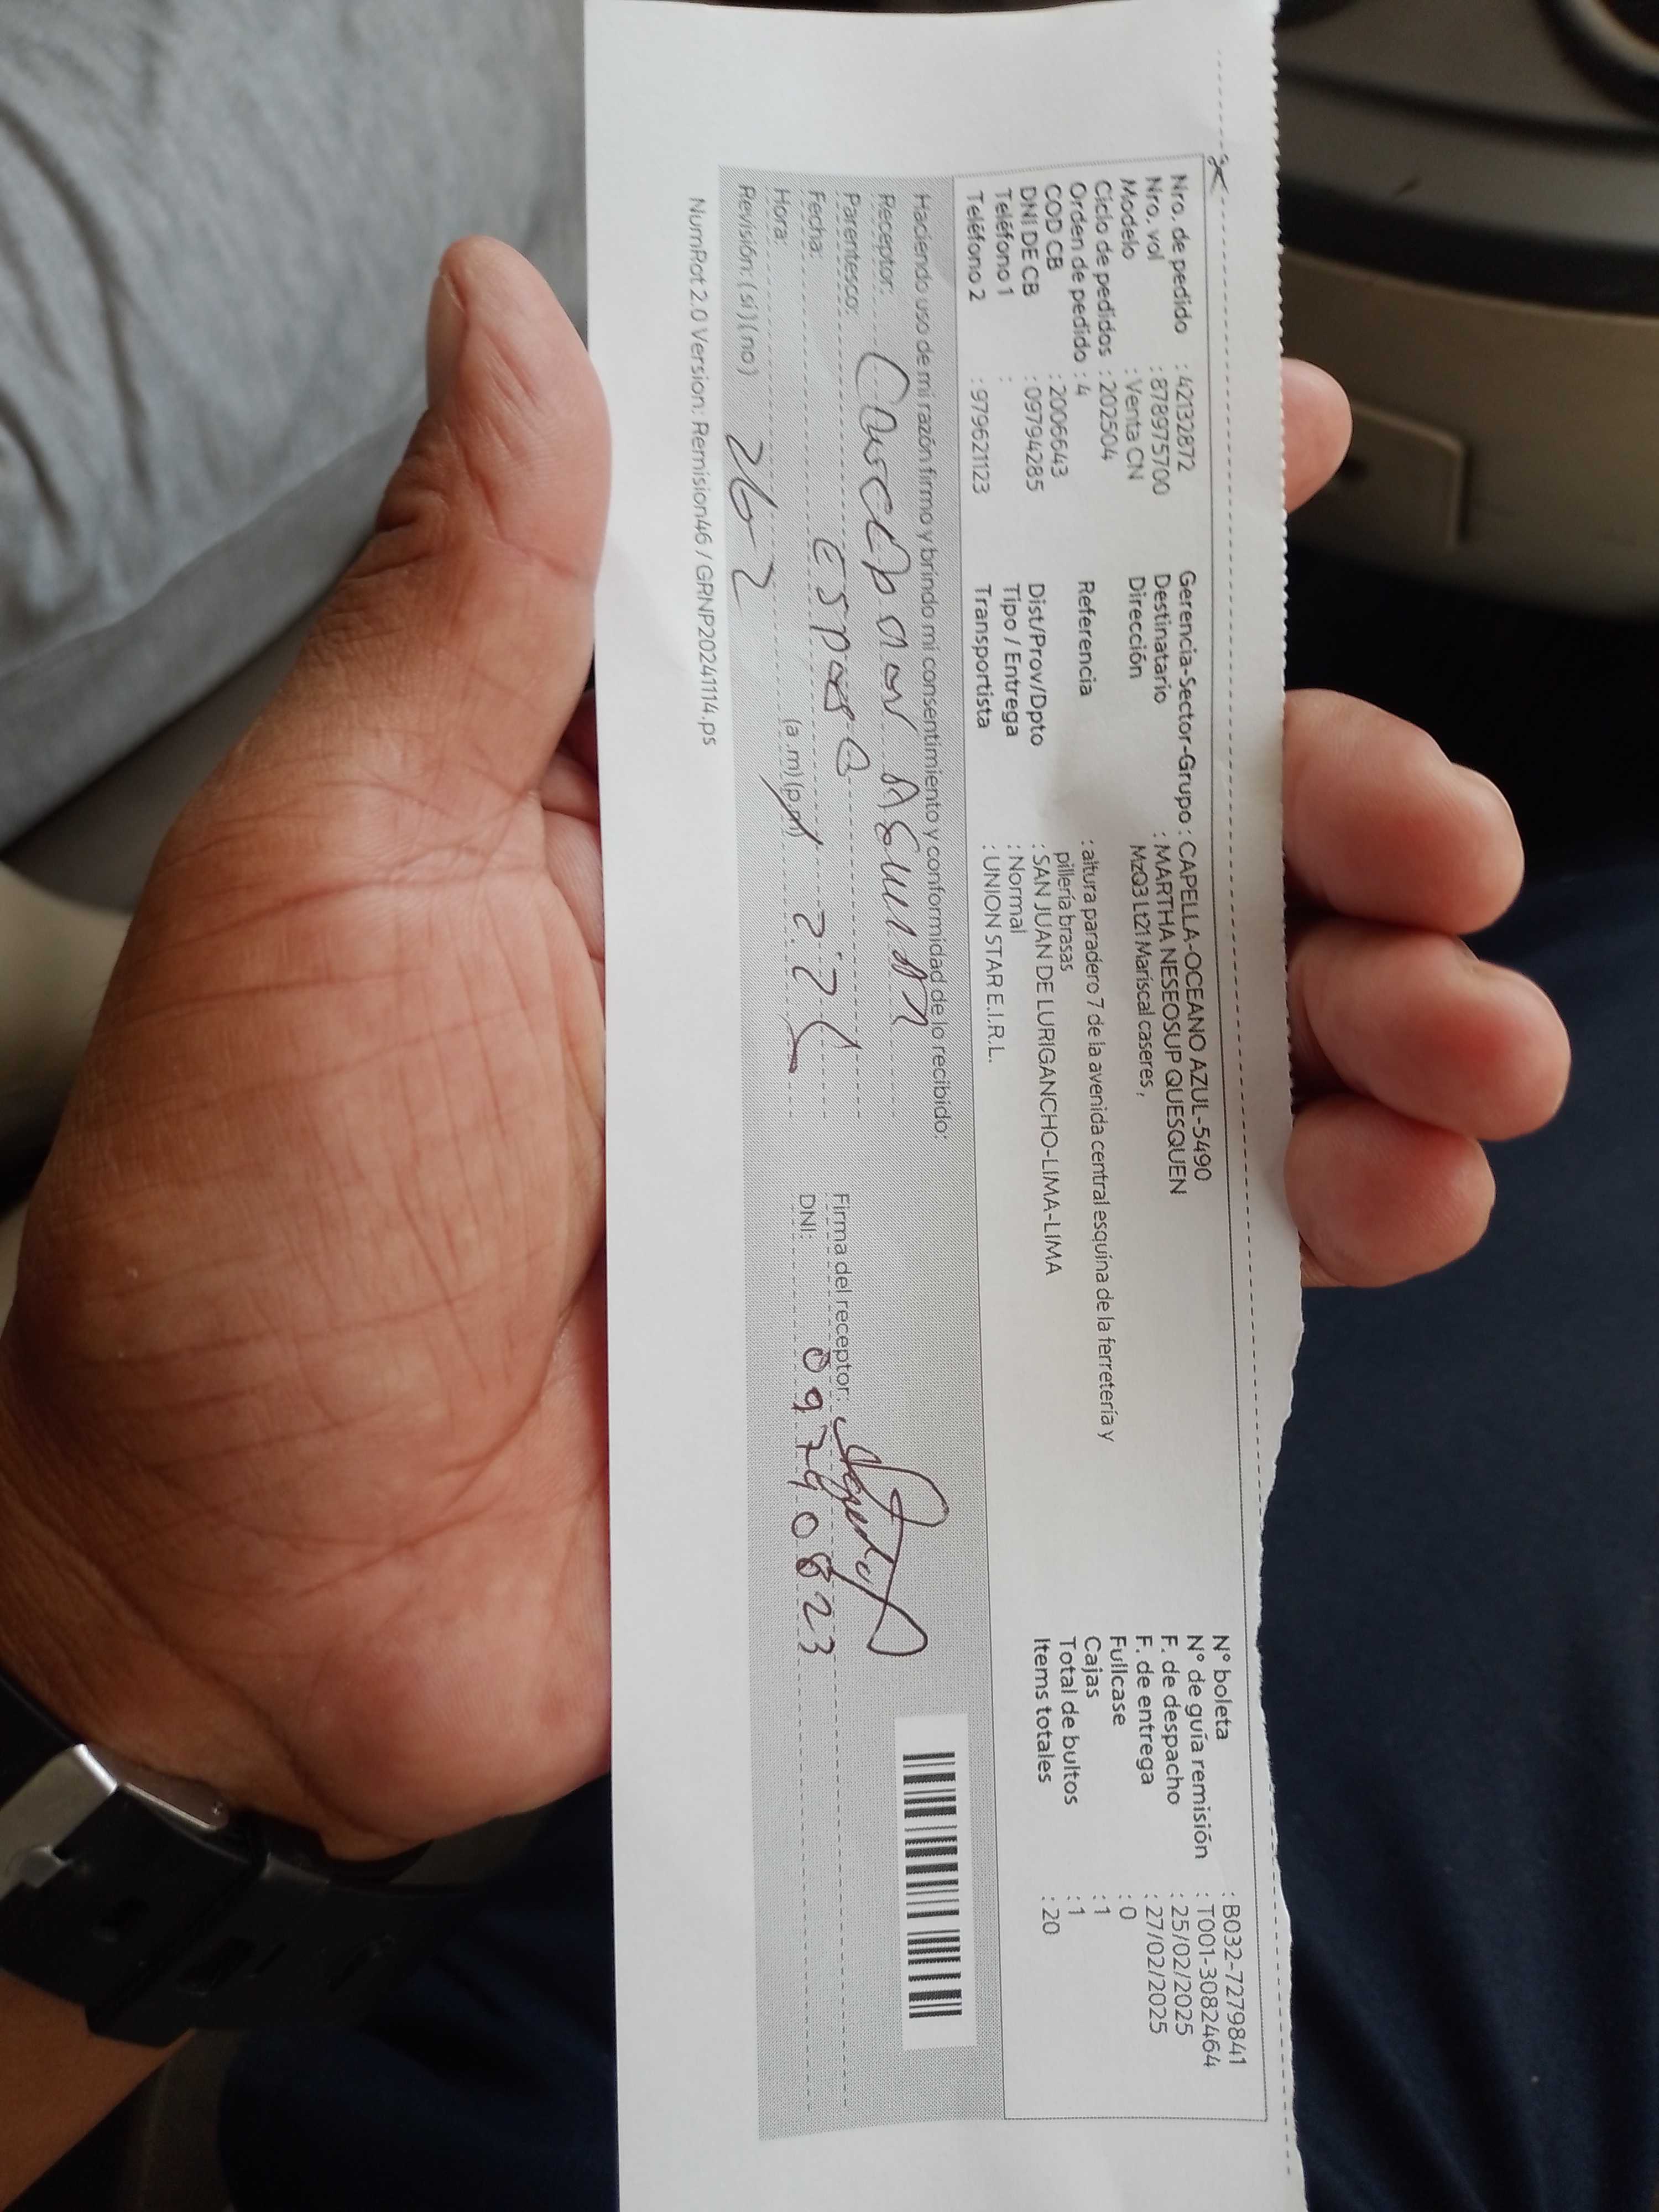 Nro. de pedido : 42132872
Nro. vol : 878975700
Modelo : Venta CN
Ciclo de pedidos : 202504
Orden de pedido : 4
COD CB : 2006643
DNI DE CB : 09794285
Teléfono 1 :
Teléfono 2 : 979621123
Gerencia-Sector-Grupo : CAPELLA-OCEANO AZUL-5490
Destinatario : MARTHA NESEOSUP QUESQUEN
Dirección MzQ3 Lt21 Mariscal caseres ,
Referencia : altura paradero 7 de la avenida central esquina de la ferretería y
pillería brasas
Dist/Prov/Dpto : SAN JUAN DE LURIGANCHO-LIMA-LIMA
Tipo / Entrega : Normal
Transportista : UNION STAR E.I.R.L.
N° boleta : B032-7279841
N° de guía remisión : T001-3082464
F. de despacho : 25/02/2025
F. de entrega : 27/02/2025
Fullcase : 0
Cajas : 1
Total de bultos : 1
Items totales : 20
Haciendo uso de mi razón firmo y brindo mi consentimiento y conformidad de lo recibido:
Receptor:
Parentesco: esposo
Fecha:
Hora: (a .m) (p.m)
Revisión: (si) (no) 26-2
Firma del receptor:
DNI: 09790823
NumRot 2.0 Version: Remision46 / GRNP20241114.ps